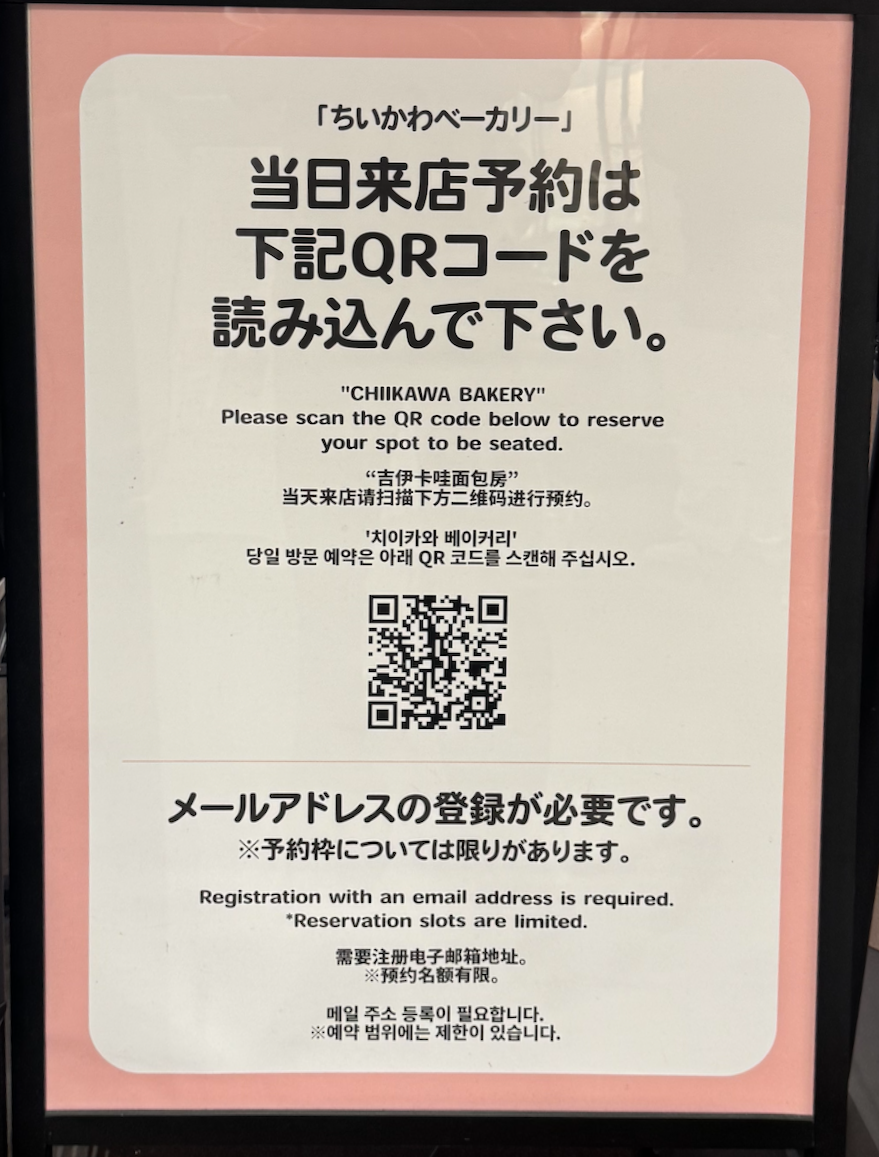 「ちいかわベーカリー」
当日来店予約は
下記QRコードを
読み込んで下さい。
"CHIIKAWA BAKERY"
Please scan the QR code below to reserve
your spot to be seated.
“吉伊卡哇面包房”
当天来店请扫描下方二维码进行预约。
'치이카와 베이커리'
당일 방문 예약은 아래 QR 코드를 스캔해 주십시오.
メールアドレスの登録が必要です。
※予約枠については限りがあります。
Registration with an email address is required.
*Reservation slots are limited.
需要注册电子邮箱地址。
※预约名额有限。
메일 주소 등록이 필요합니다.
※예약 범위에는 제한이 있습니다.